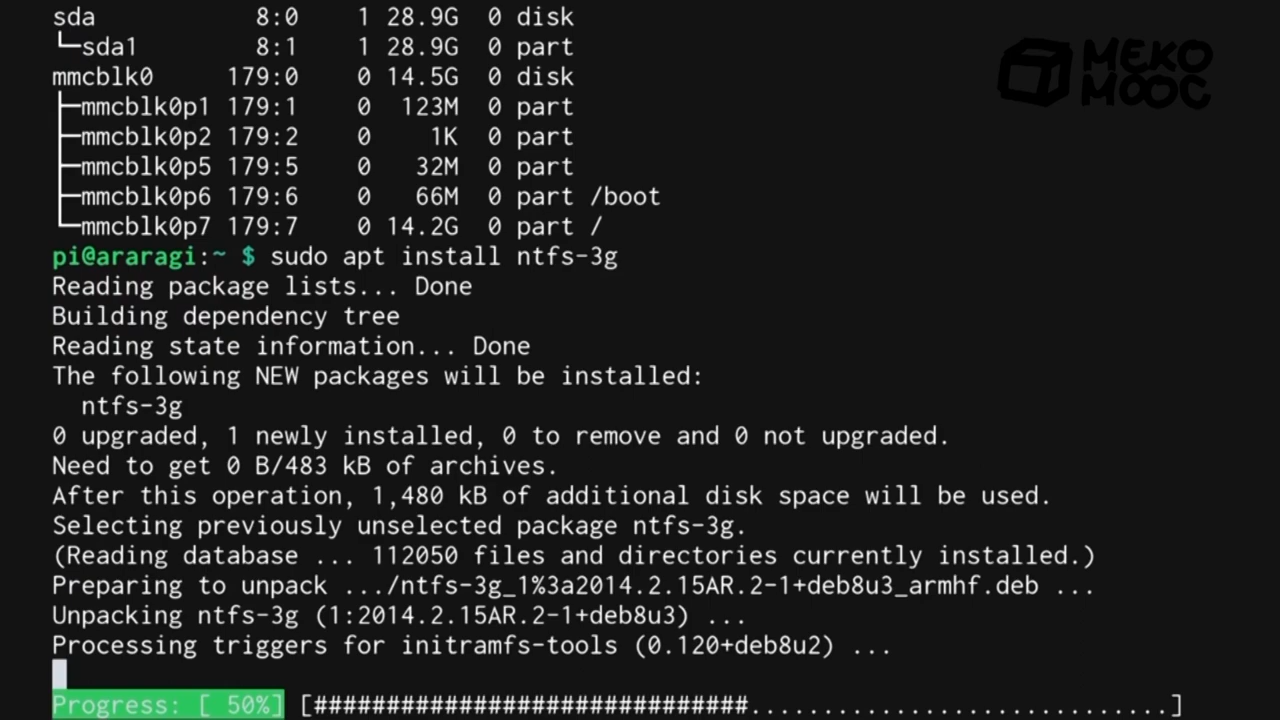 sda           8:0    1 28.9G  0 disk
└─sda1        8:1    1 28.9G  0 part
mmcblk0     179:0    0 14.5G  0 disk
├─mmcblk0p1 179:1    0  123M  0 part
├─mmcblk0p2 179:2    0    1K  0 part
├─mmcblk0p5 179:5    0   32M  0 part
├─mmcblk0p6 179:6    0   66M  0 part /boot
└─mmcblk0p7 179:7    0 14.2G  0 part /
pi@araragi:~ $ sudo apt install ntfs-3g
Reading package lists... Done
Building dependency tree
Reading state information... Done
The following NEW packages will be installed:
  ntfs-3g
0 upgraded, 1 newly installed, 0 to remove and 0 not upgraded.
Need to get 0 B/483 kB of archives.
After this operation, 1,480 kB of additional disk space will be used.
Selecting previously unselected package ntfs-3g.
(Reading database ... 112050 files and directories currently installed.)
Preparing to unpack .../ntfs-3g_1%3a2014.2.15AR.2-1+deb8u3_armhf.deb ...
Unpacking ntfs-3g (1:2014.2.15AR.2-1+deb8u3) ...
Processing triggers for initramfs-tools (0.120+deb8u2) ...
Progress: [ 50%] [##############################.............................]
MEKO
MOOC